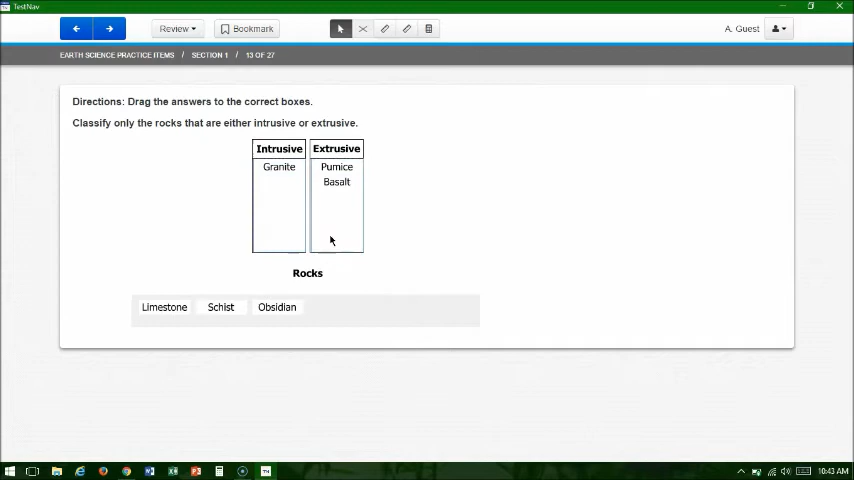 TestNav
Review
Bookmark
A. Guest
EARTH SCIENCE PRACTICE ITEMS / SECTION 1 / 13 OF 27
Directions: Drag the answers to the correct boxes.
Classify only the rocks that are either intrusive or extrusive.
Intrusive Extrusive
Granite Pumice
Basalt
Rocks
Limestone Schist Obsidian
10:43 AM